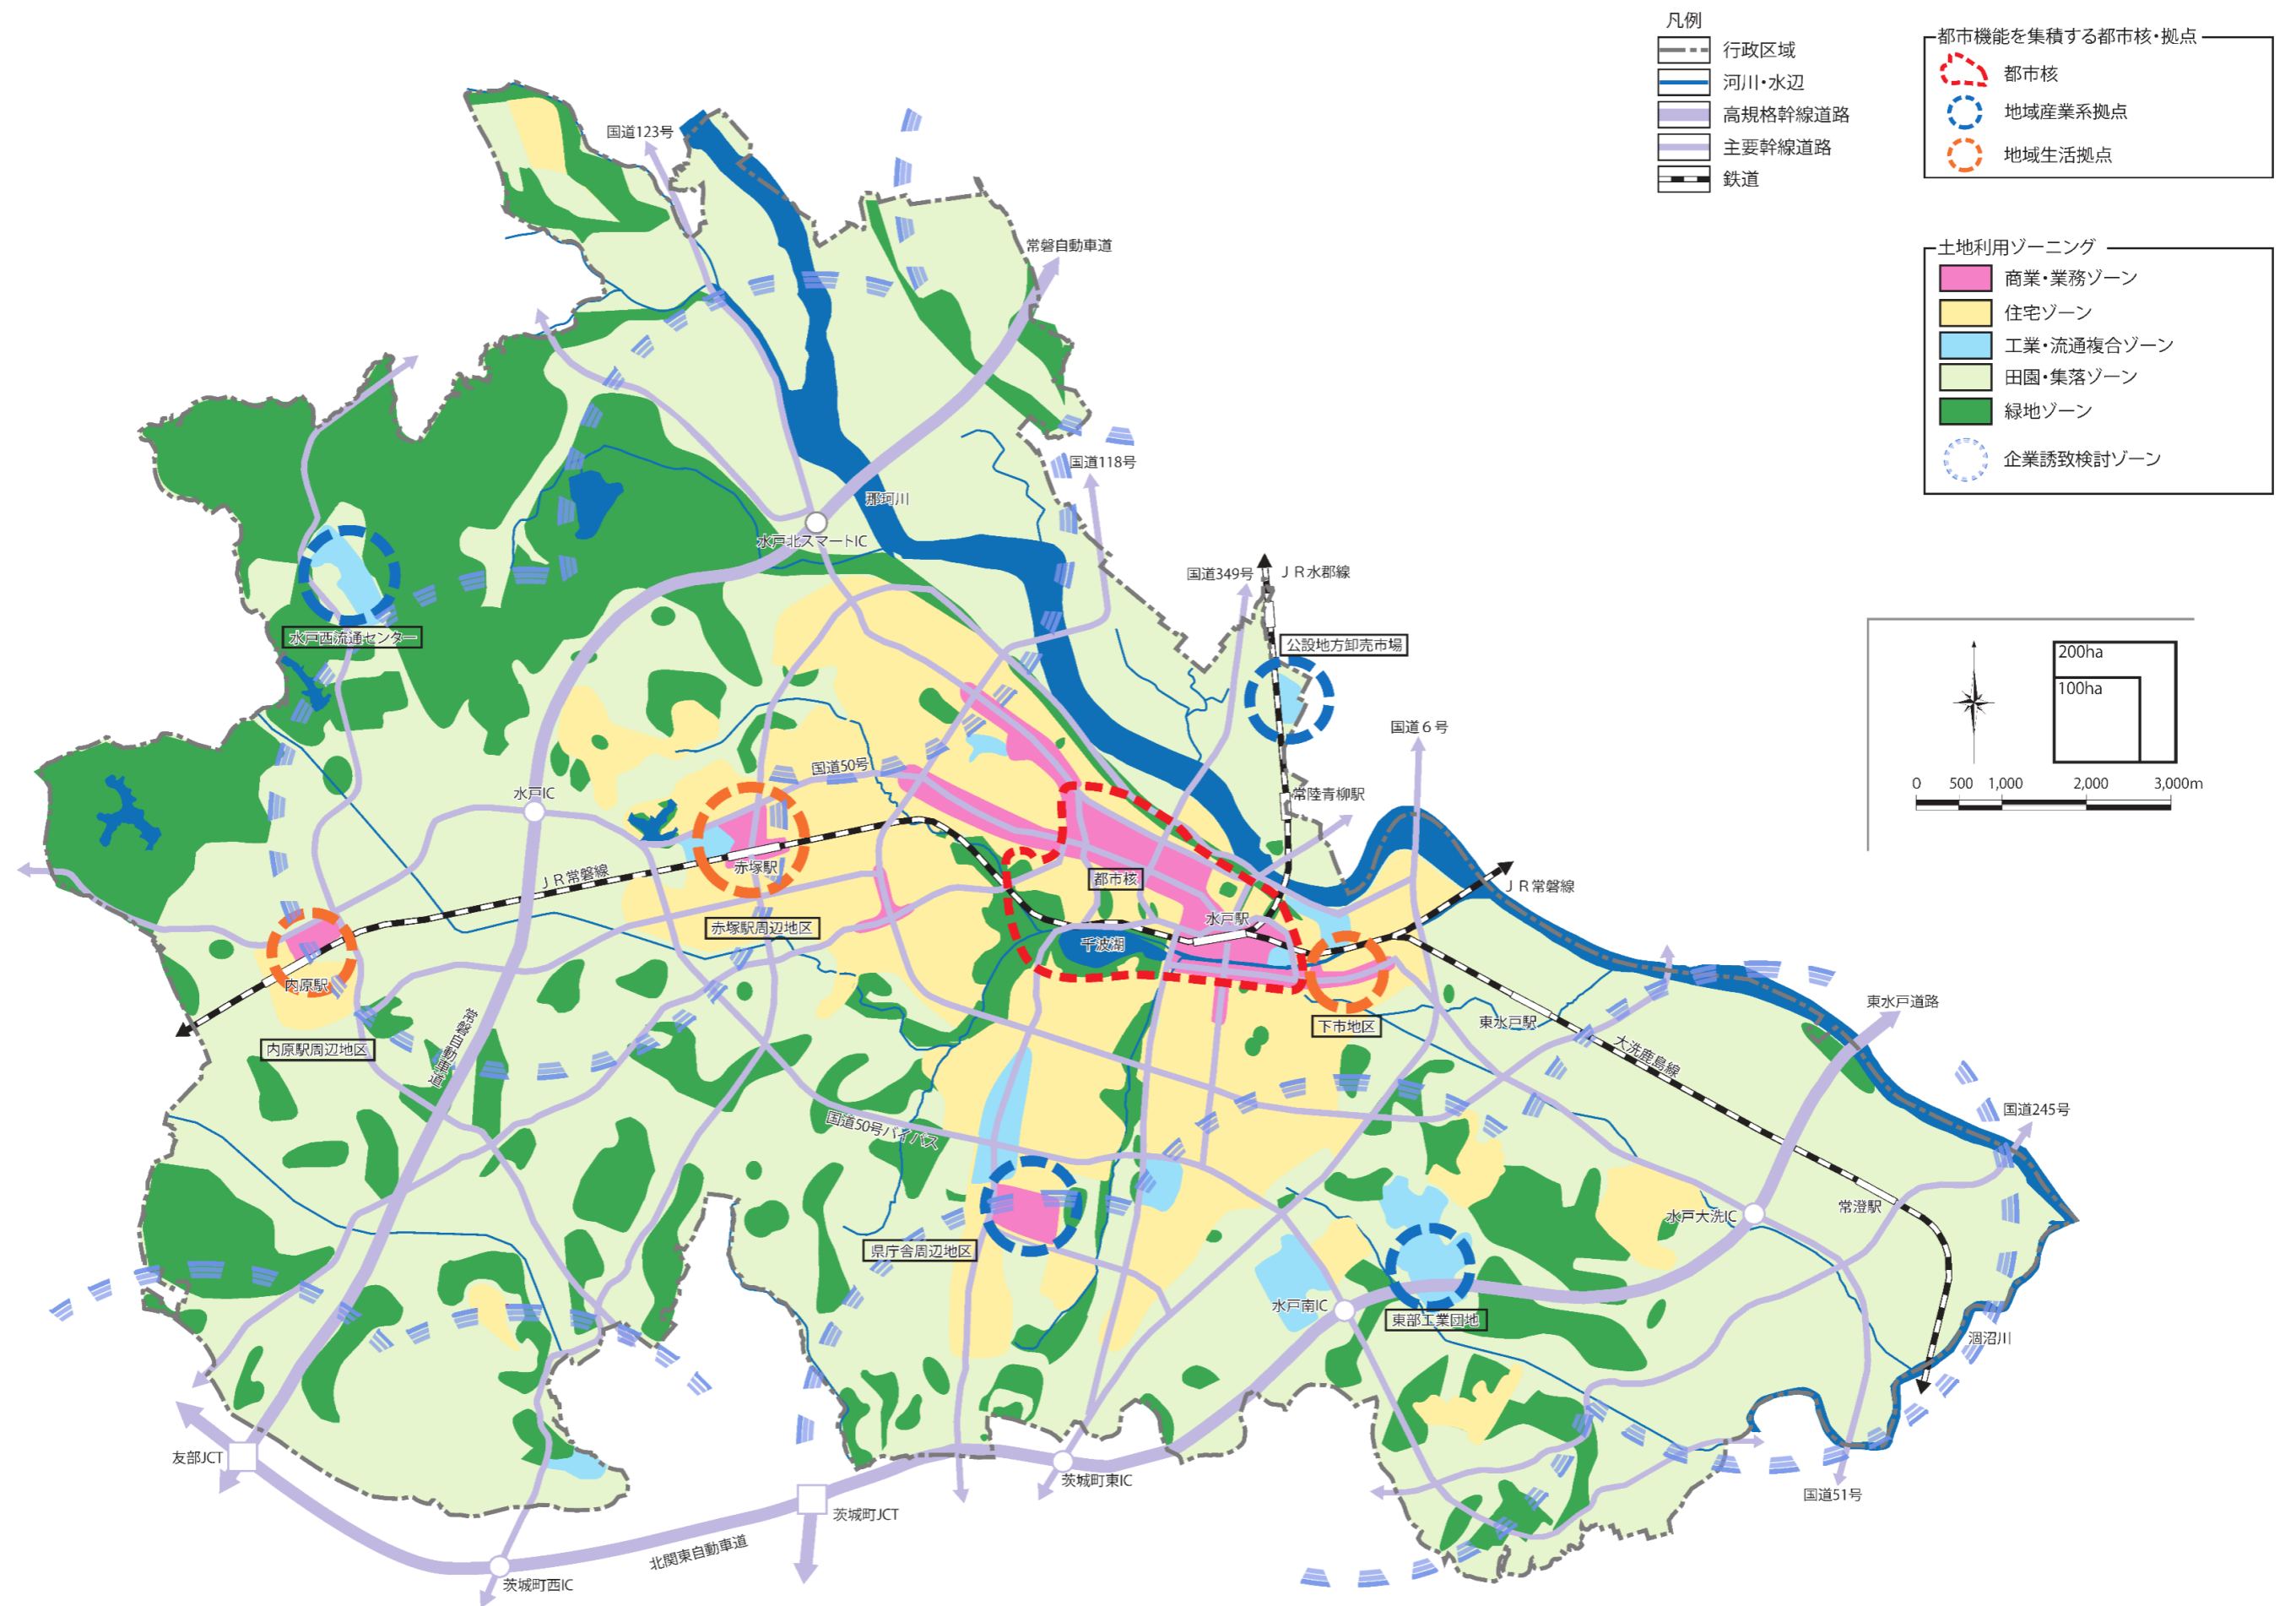 凡例
行政区域
河川・水辺
高規格幹線道路
主要幹線道路
鉄道
都市機能を集積する都市核・拠点
都市核
地域産業系拠点
地域生活拠点
土地利用ゾーニング
商業・業務ゾーン
住宅ゾーン
工業・流通複合ゾーン
田園・集落ゾーン
緑地ゾーン
企業誘致検討ゾーン
国道123号
常磐自動車道
国道118号
那珂川
水戸北スマートIC
国道349号
JR水郡線
水戸西流通センター
公設地方卸売市場
200ha
100ha
0 500 1,000 2,000 3,000m
国道6号
国道50号
水戸IC
常陸青柳駅
赤塚駅
JR常磐線
都市核
JR常磐線
赤塚駅周辺地区
水戸駅
千波湖
内原駅
内原駅周辺地区
常磐自動車道
下市地区
東水戸駅
大洗鹿島線
東水戸道路
国道245号
国道50号バイパス
常澄駅
水戸大洗IC
県庁舎周辺地区
水戸南IC
東部工業団地
涸沼川
友部JCT
茨城町東IC
国道51号
茨城町JCT
北関東自動車道
茨城町西IC